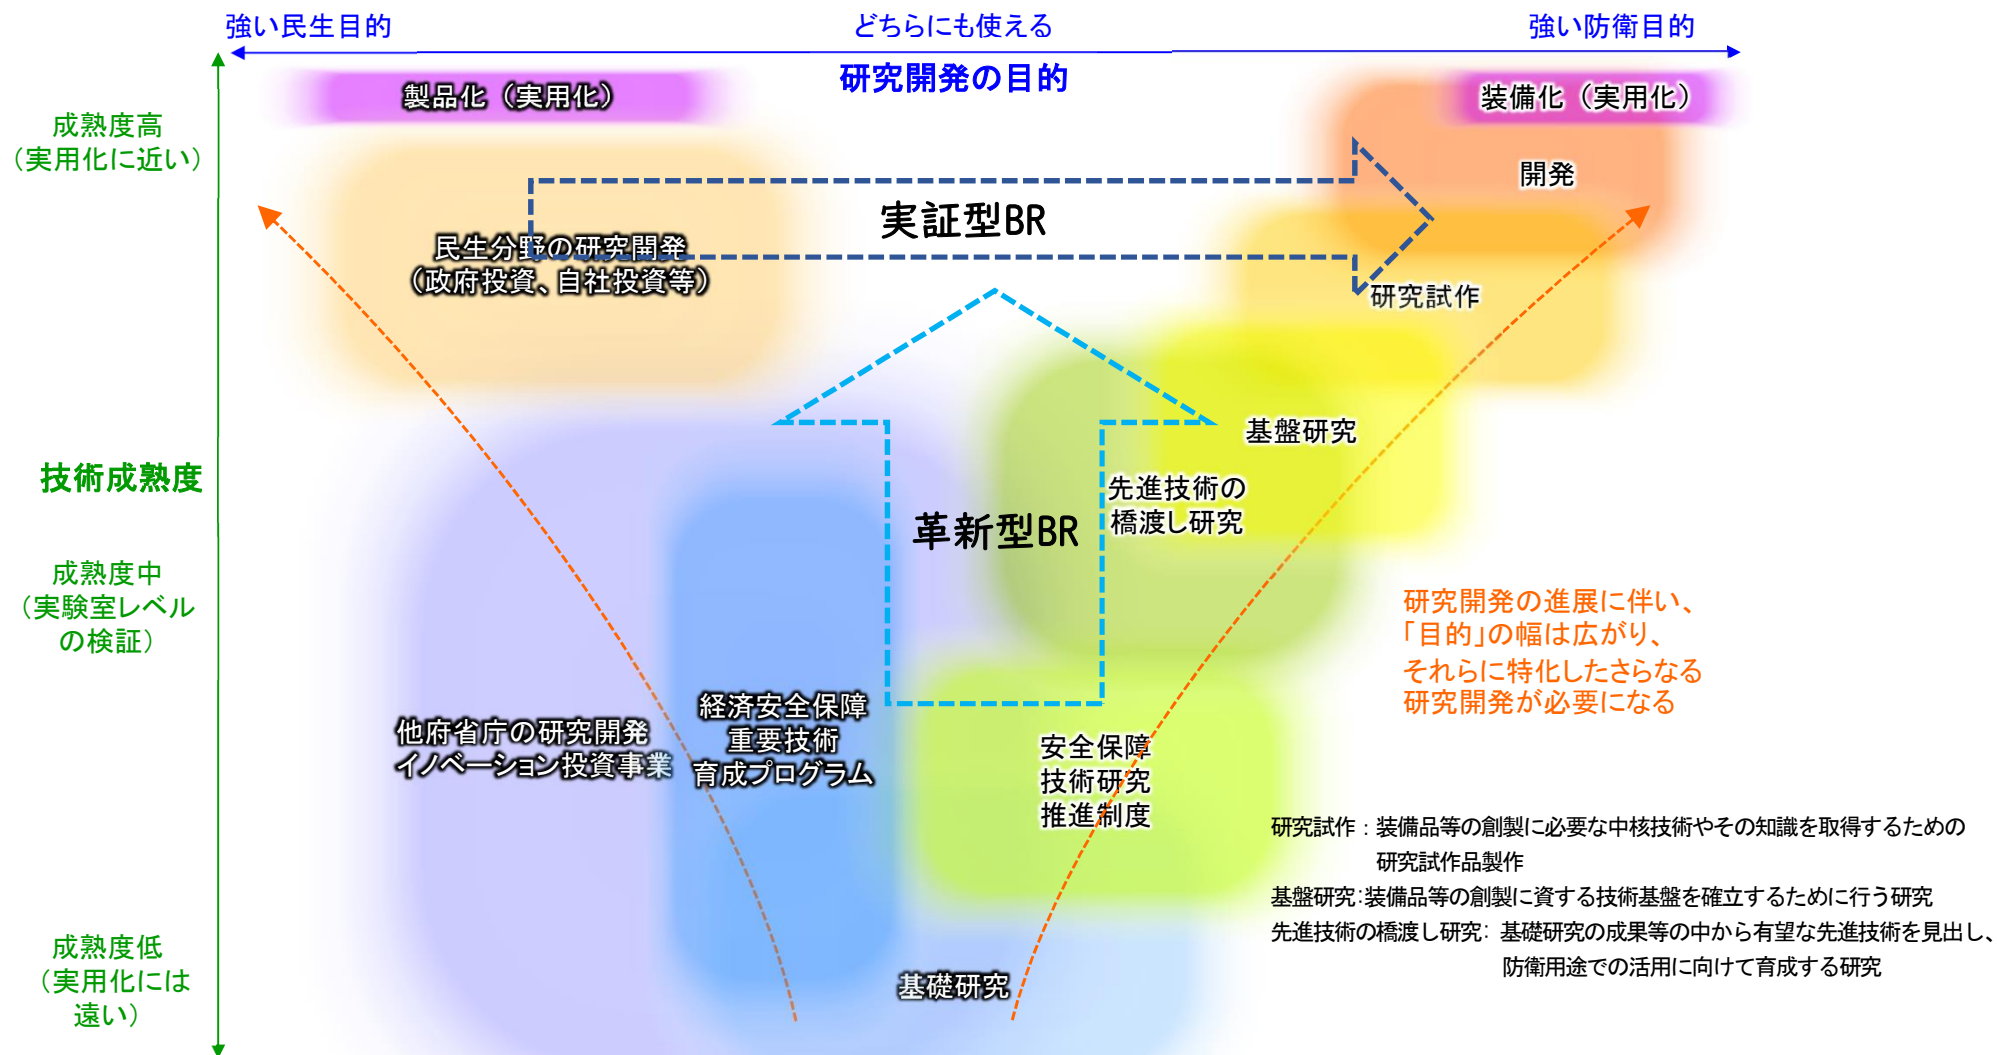 強い民生目的
どちらにも使える
強い防衛目的
研究開発の目的
製品化（実用化）
装備化（実用化）
成熟度高
（実用化に近い）
開発
実証型BR
民生分野の研究開発
（政府投資、自社投資等）
研究試作
基盤研究
技術成熟度
先進技術の
橋渡し研究
革新型BR
成熟度中
（実験室レベル
の検証）
研究開発の進展に伴い、
「目的」の幅は広がり、
それらに特化したさらなる
研究開発が必要になる
他府省庁の研究開発
イノベーション投資事業
経済安全保障
重要技術
育成プログラム
安全保障
技術研究
推進制度
研究試作：装備品等の創製に必要な中核技術やその知識を取得するための
研究試作品製作
基盤研究：装備品等の創製に資する技術基盤を確立するために行う研究
先進技術の橋渡し研究：基礎研究の成果等の中から有望な先進技術を見出し、
防衛用途での活用に向けて育成する研究
成熟度低
（実用化には
遠い）
基礎研究